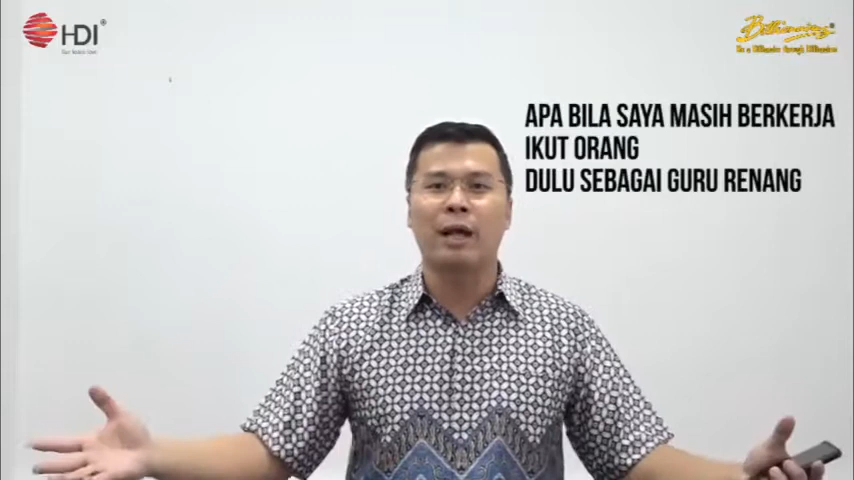 HDI
APA BILA SAYA MASIH BERKERJA
IKUT ORANG
DULU SEBAGAI GURU RENANG